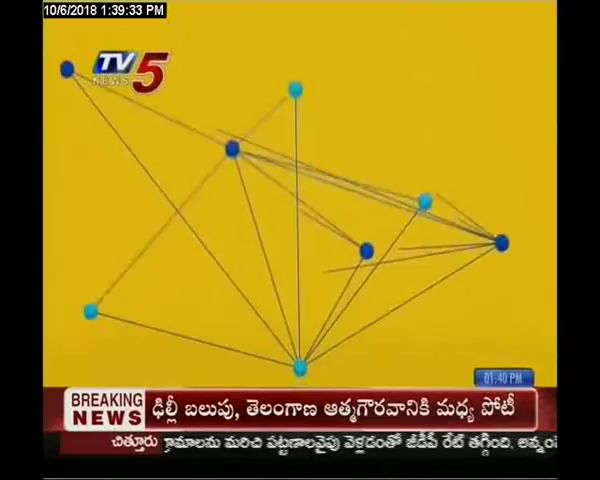 10/6/2018 1:39:33 PM
TV5
NEWS
01:40 PM
BREAKING NEWS
ఢిల్లీ బలుపు, తెలంగాణ ఆత్మగౌరవానికి మధ్య పోటీ
చిత్తూరు గ్రామాలను మరిచి పట్టణాలవైపు వెళ్లడంతో జీడీపీ రేట్ తగ్గింది,